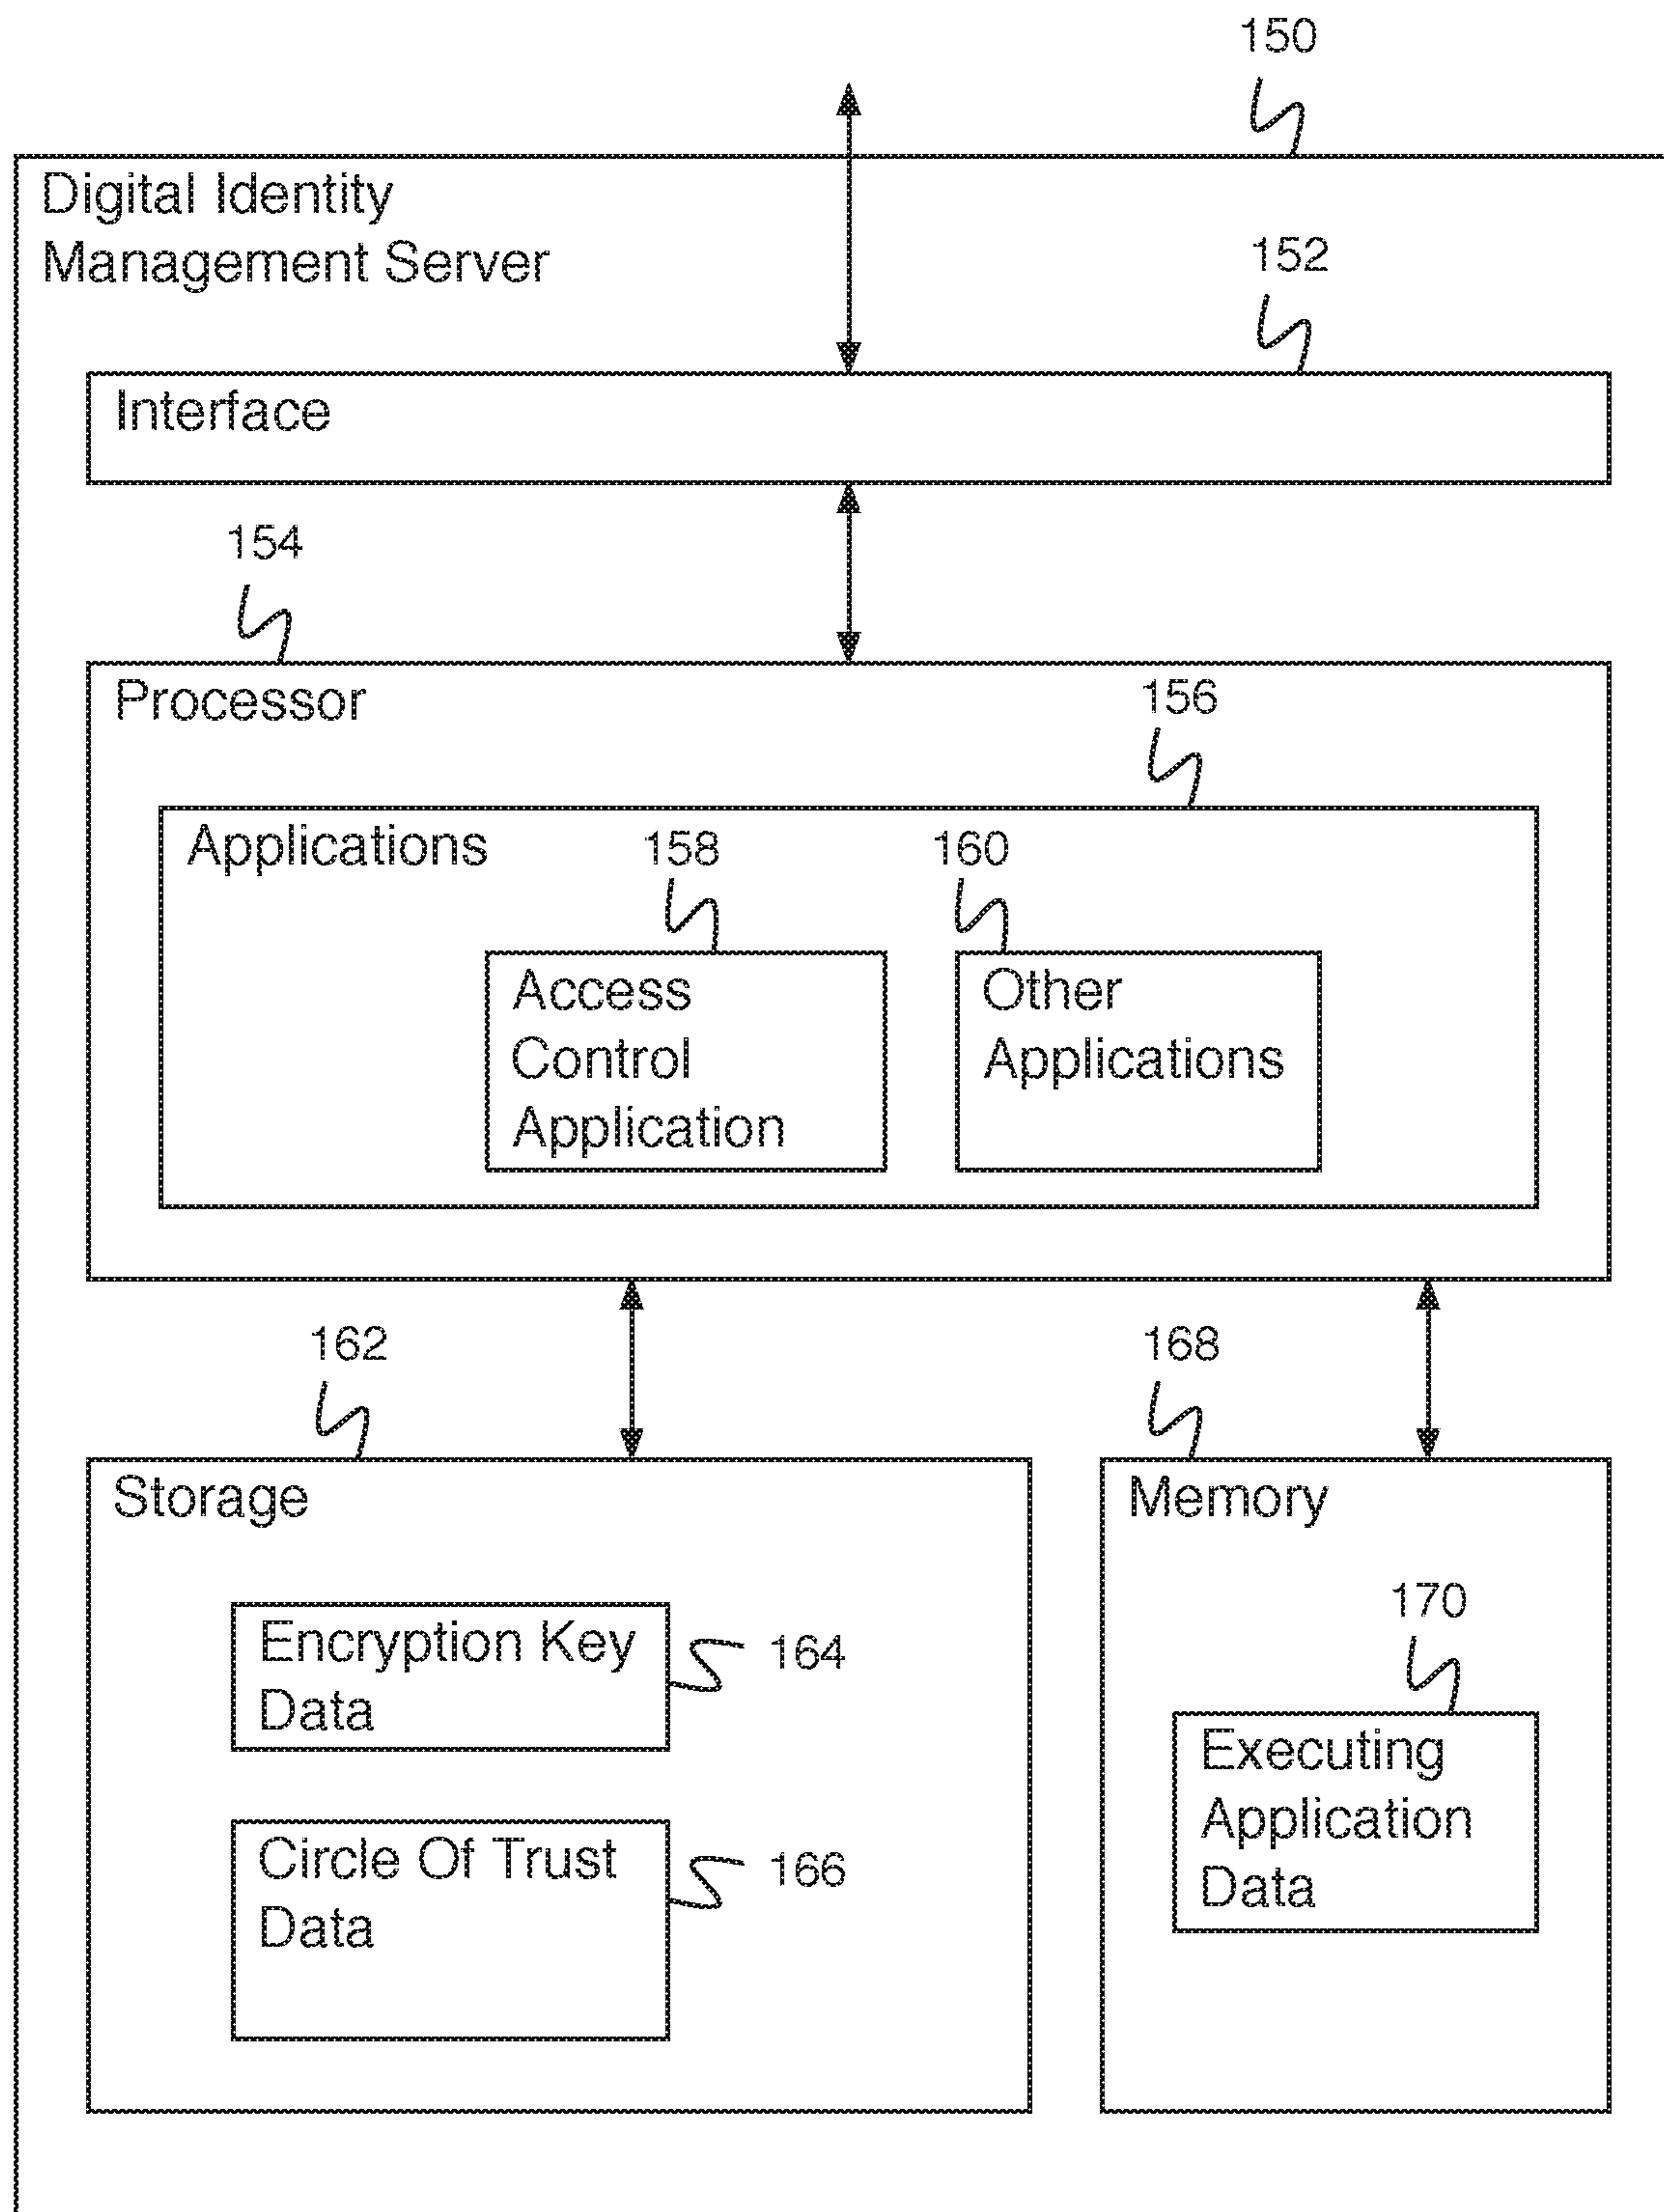 150
Digital Identity
Management Server
152
Interface
154
Processor
156
Applications
158
160
Access
Control
Application
Other
Applications
162
168
Storage
Memory
Encryption Key
Data
164
170
Executing
Application
Data
Circle Of Trust
Data
166